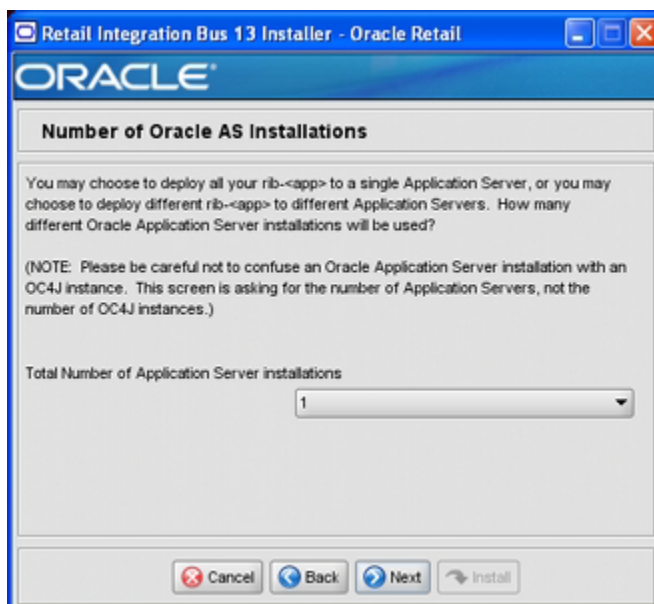 Retail Integration Bus 13 Installer - Oracle Retail
ORACLE
Number of Oracle AS Installations
You may choose to deploy all your rib-<app> to a single Application Server, or you may
choose to deploy different rib-<app> to different Application Servers. How many
different Oracle Application Server installations will be used?
(NOTE: Please be careful not to confuse an Oracle Application Server installation with an
OC4J instance. This screen is asking for the number of Application Servers, not the
number of OC4J instances.)
Total Number of Application Server installations
1
Cancel Back Next Install